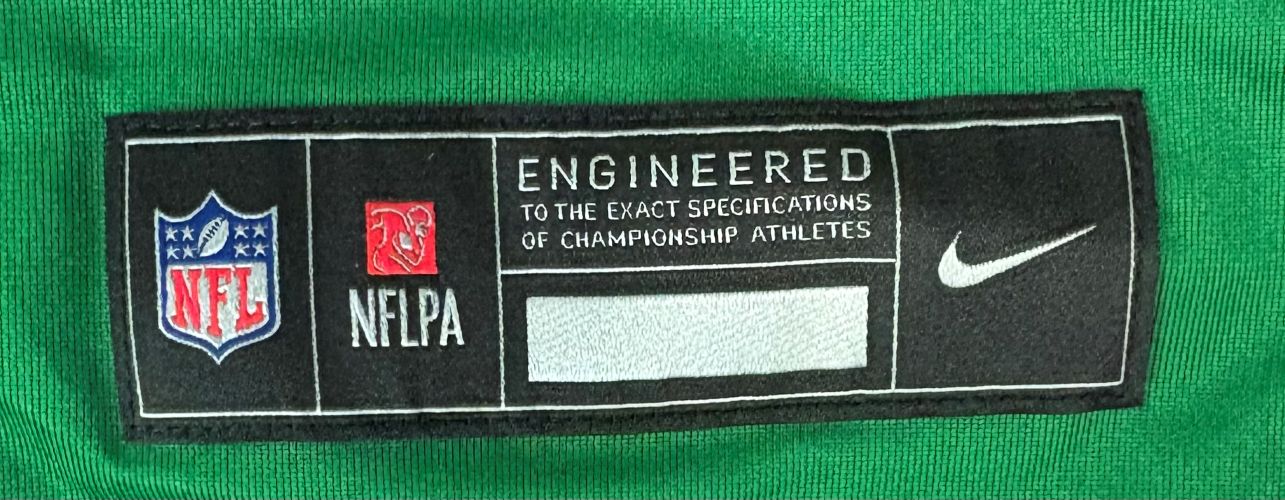 NFL
NFLPA
ENGINEERED
TO THE EXACT SPECIFICATIONS
OF CHAMPIONSHIP ATHLETES